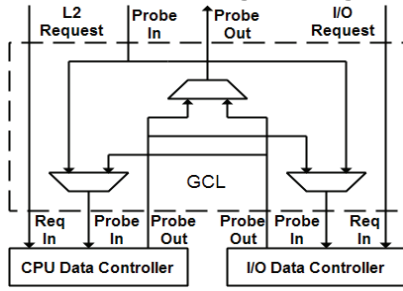 L2 Request
Probe In
Probe Out
I/O Request
GCL
Req In
Probe In
Probe Out
Probe Out
Probe In
Req In
CPU Data Controller
I/O Data Controller